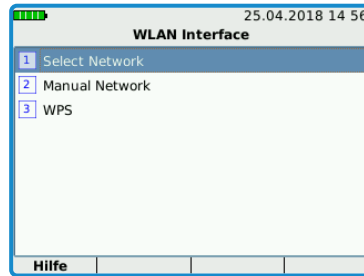 25.04.2018 14 56
WLAN Interface
1 Select Network
2 Manual Network
3 WPS
Hilfe